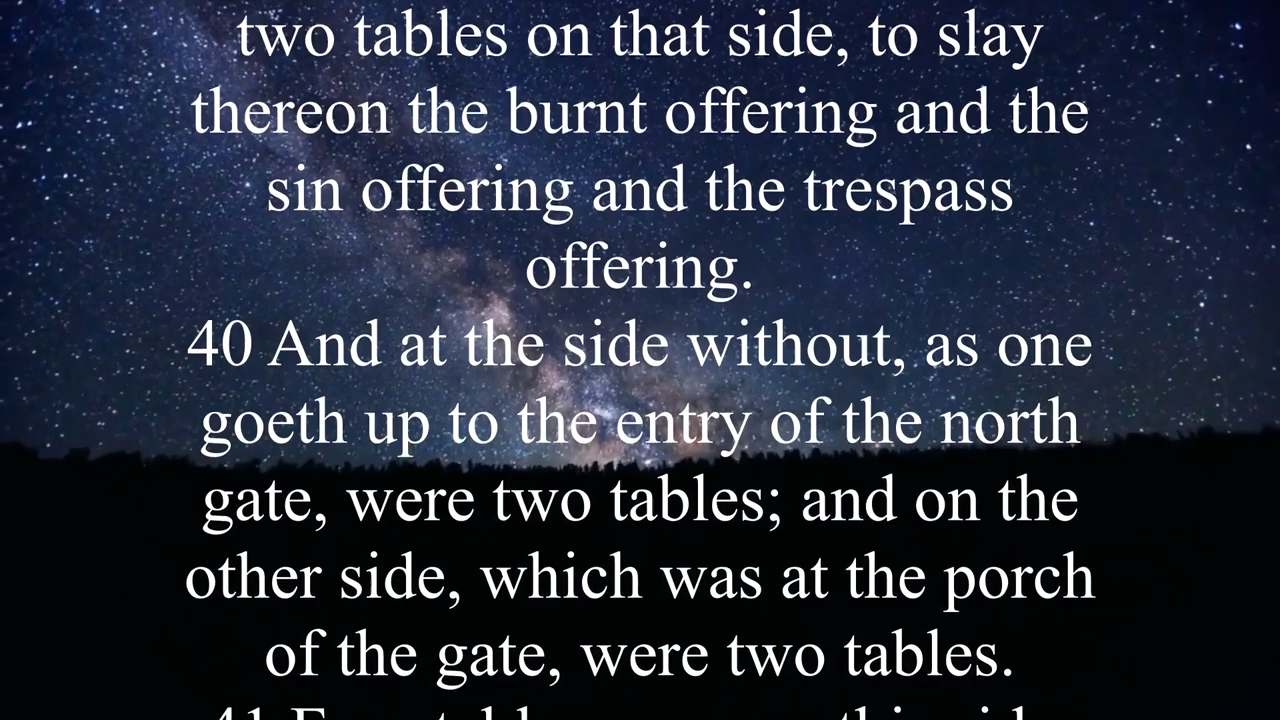 two tables on that side, to slay
thereon the burnt offering and the
sin offering and the trespass
offering.
40 And at the side without, as one
goeth up to the entry of the north
gate, were two tables; and on the
other side, which was at the porch
of the gate, were two tables.